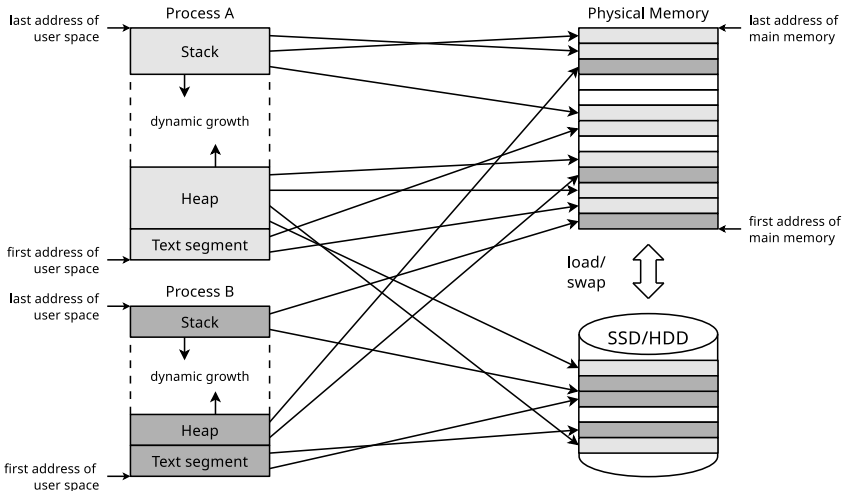 Process A
Physical Memory
last address of
user space
last address of
main memory
Stack
dynamic growth
Heap
Text segment
first address of
user space
first address of
main memory
load/
swap
Process B
last address of
user space
Stack
SSD/HDD
dynamic growth
Heap
Text segment
first address of
user space